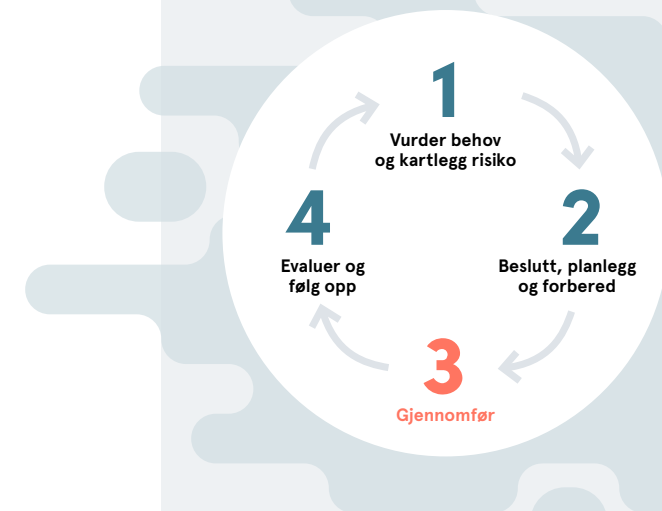 1
Vurder behov
og kartlegg risiko
2
Beslutt, planlegg
og forbered
3
Gjennomfør
4
Evaluer og
følg opp